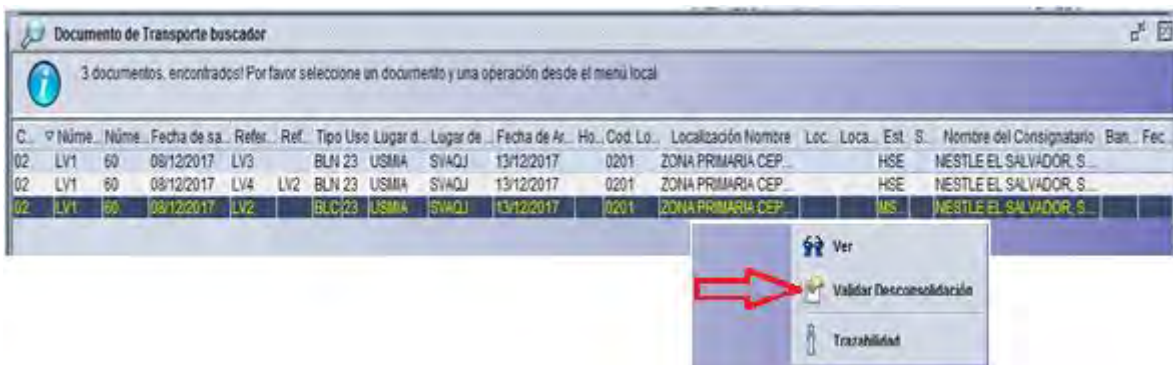 Documento de Transporte buscador
3 documentos, encontrados! Por favor seleccione un documento y una operación desde el menú local
C... Núme... Núme... Fecha de sa... Refer... Ref... Tipo Uso Lugar d... Lugar de ... Fecha de Ar... Ho... Cod. Lo... Localización Nombre Loc... Loca... Est... S... Nombre del Consignatario Ban... Fec
02 LV1 60 08/12/2017 LV3 BLN 23 USMIA SVAQJ 13/12/2017 0201 ZONA PRIMARIA CEP... HSE NESTLE EL SALVADOR, S...
02 LV1 60 08/12/2017 LV4 LV2 BLN 23 USMIA SVAQJ 13/12/2017 0201 ZONA PRIMARIA CEP... HSE NESTLE EL SALVADOR, S...
02 LV1 60 08/12/2017 LV2 BLC 23 USMIA SVAQJ 13/12/2017 0201 ZONA PRIMARIA CEP... NESTLE EL SALVADOR, S...
Ver
Validar Desconsolidación
Trazabilidad